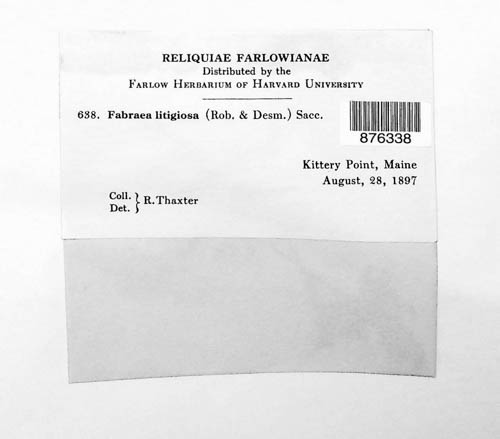 RELIQUIAE FARLOWIANAE
Distributed by the
FARLOW HERBARIUM OF HARVARD UNIVERSITY
638. Fabraea litigiosa (Rob. & Desm.) Sacc.
876338
Kittery Point, Maine
August, 28, 1897
Coll. } R. Thaxter
Det.